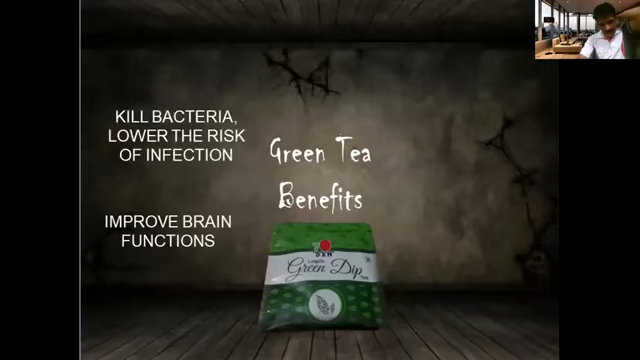 KILL BACTERIA,
LOWER THE RISK
OF INFECTION
Green Tea
Benefits
IMPROVE BRAIN
FUNCTIONS
DXN
Green Dip